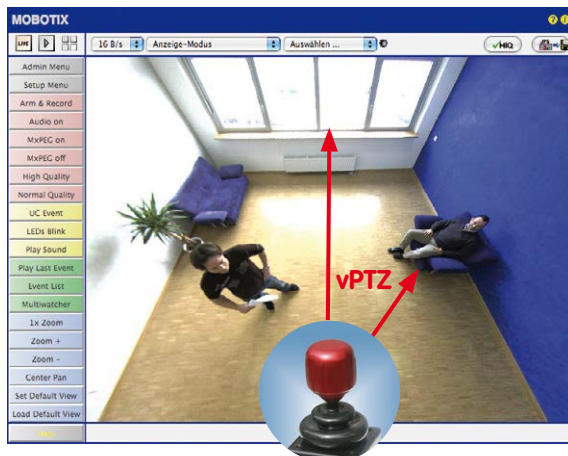 MOBOTIX
LIVE
16 B/s Anzeige-Modus Auswählen ... HIQ
Admin Menu
Setup Menu
Arm & Record
Audio on
MxPEG on
MxPEG off
High Quality
Normal Quality
UC Event
LEDs Blink
Play Sound
Play Last Event
Event List
Multiwatcher
1x Zoom
Zoom +
Zoom –
Center Pan
Set Default View
Load Default View
vPTZ